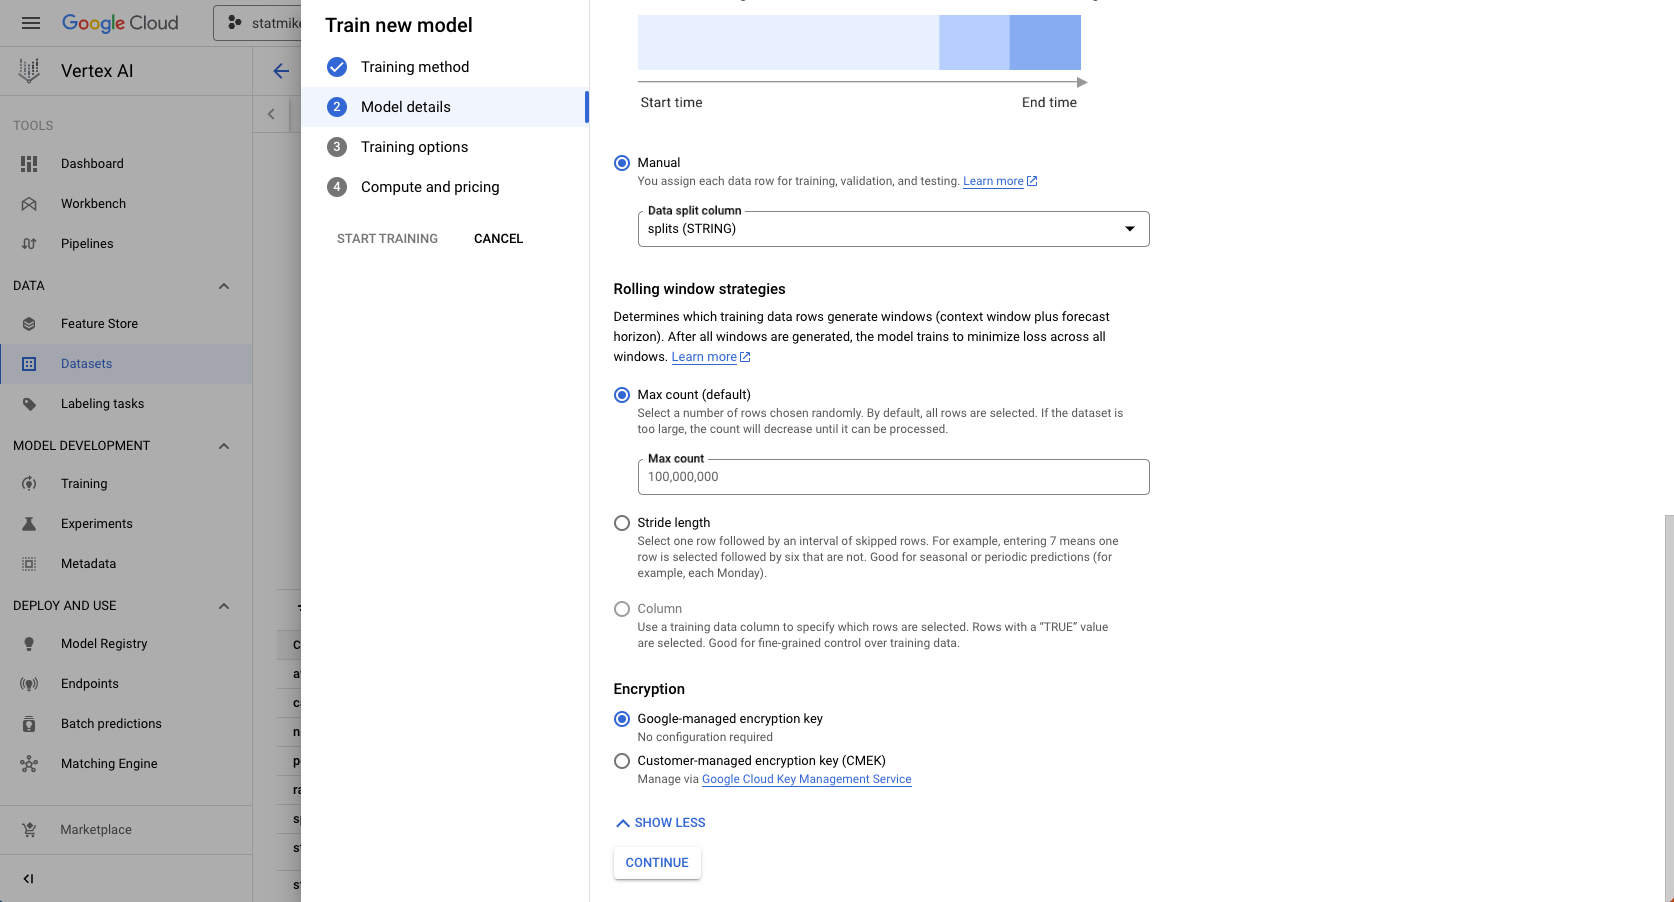 Google Cloud
statmike
Vertex AI
TOOLS
Dashboard
Workbench
Pipelines
DATA
Feature Store
Datasets
Labeling tasks
MODEL DEVELOPMENT
Training
Experiments
Metadata
DEPLOY AND USE
Model Registry
Endpoints
Batch predictions
Matching Engine
Marketplace
Train new model
Training method
2 Model details
3 Training options
4 Compute and pricing
START TRAINING CANCEL
Start time End time
Manual
You assign each data row for training, validation, and testing. Learn more
Data split column
splits (STRING)
Rolling window strategies
Determines which training data rows generate windows (context window plus forecast
horizon). After all windows are generated, the model trains to minimize loss across all
windows. Learn more
Max count (default)
Select a number of rows chosen randomly. By default, all rows are selected. If the dataset is
too large, the count will decrease until it can be processed.
Max count
100,000,000
Stride length
Select one row followed by an interval of skipped rows. For example, entering 7 means one
row is selected followed by six that are not. Good for seasonal or periodic predictions (for
example, each Monday).
Column
Use a training data column to specify which rows are selected. Rows with a “TRUE” value
are selected. Good for fine-grained control over training data.
Encryption
Google-managed encryption key
No configuration required
Customer-managed encryption key (CMEK)
Manage via Google Cloud Key Management Service
SHOW LESS
CONTINUE